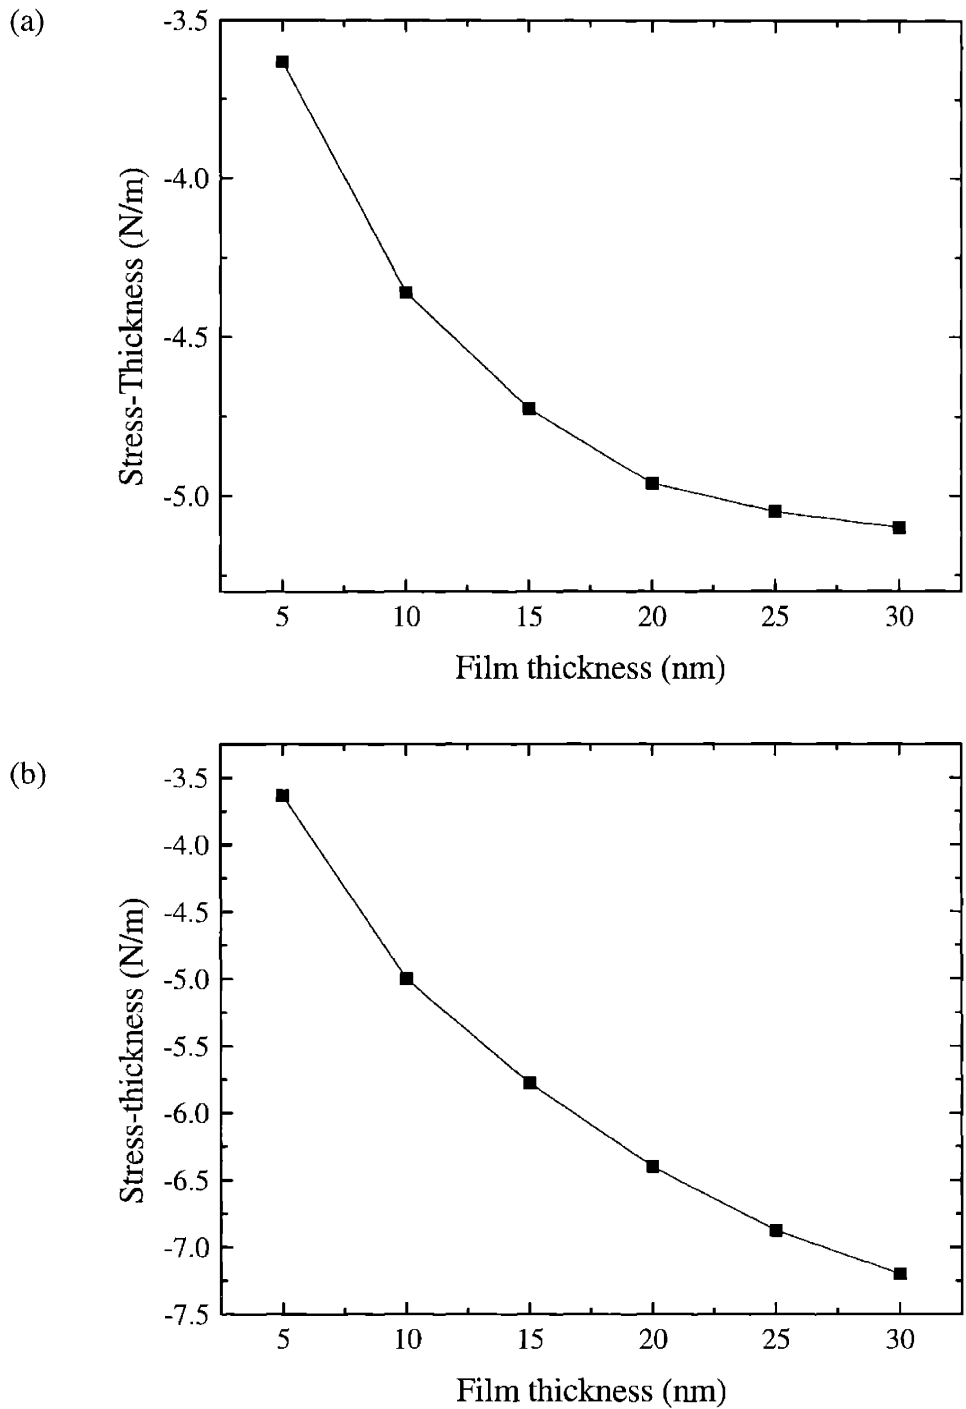 (a)
-3.5
-4.0
-4.5
-5.0
Stress-Thickness (N/m)
5 10 15 20 25 30
Film thickness (nm)
(b)
-3.5
-4.0
-4.5
-5.0
-5.5
-6.0
-6.5
-7.0
-7.5
Stress-thickness (N/m)
5 10 15 20 25 30
Film thickness (nm)